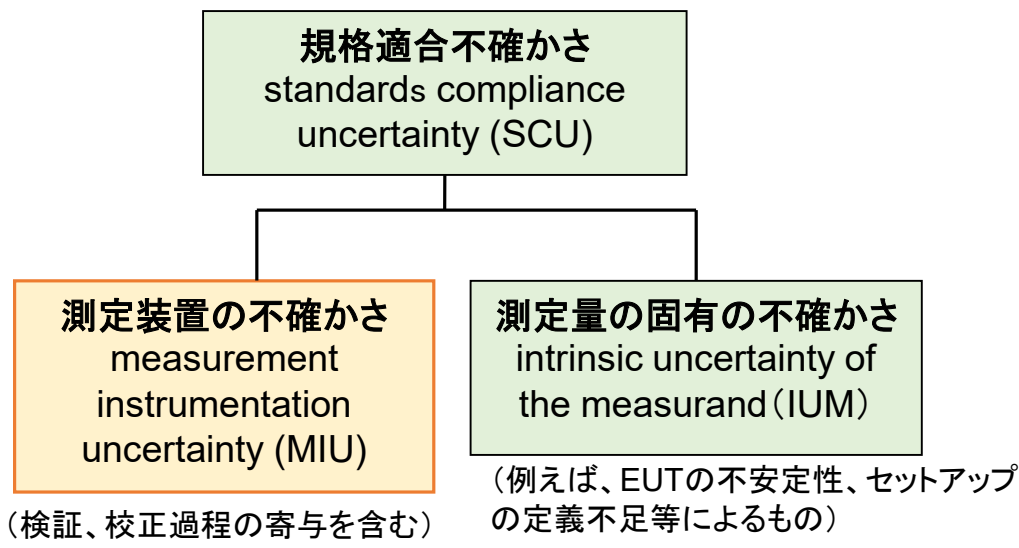 規格適合不確かさ
standards compliance
uncertainty (SCU)
測定装置の不確かさ
measurement
instrumentation
uncertainty (MIU)
（検証、校正過程の寄与を含む）
測定量の固有の不確かさ
intrinsic uncertainty of
the measurand（IUM）
（例えば、EUTの不安定性、セットアップ
の定義不足等によるもの）